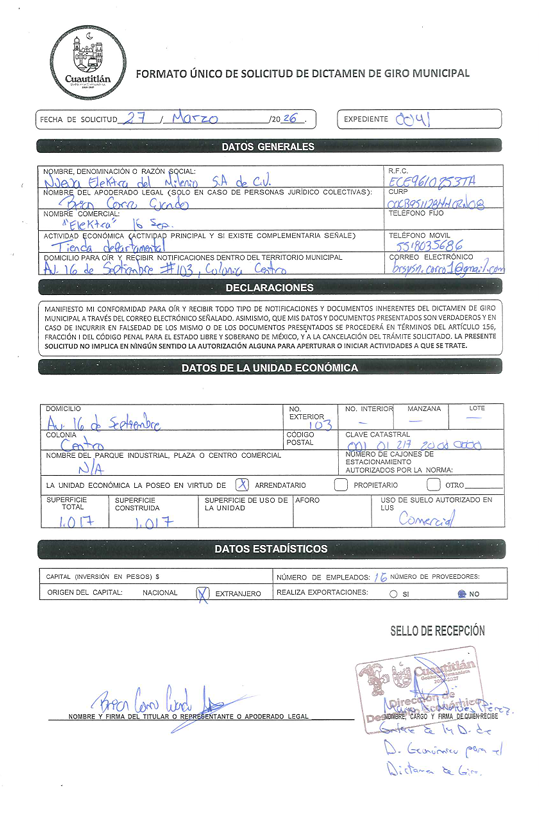 Cuautitlán
FORMATO ÚNICO DE SOLICITUD DE DICTAMEN DE GIRO MUNICIPAL
FECHA DE SOLICITUD 27 / Marzo /2026. EXPEDIENTE 0041
DATOS GENERALES
NOMBRE, DENOMINACIÓN O RAZÓN SOCIAL: R.F.C.
Nueva Elektra del Milenio S.A de C.V. ECE9610253TA
NOMBRE DEL APODERADO LEGAL (SOLO EN CASO DE PERSONAS JURÍDICO COLECTIVAS): CURP
NOMBRE COMERCIAL: TELÉFONO FIJO
"Elektra" 16 Sep.
ACTIVIDAD ECONÓMICA (ACTIVIDAD PRINCIPAL Y SI EXISTE COMPLEMENTARIA SEÑALE) TELÉFONO MOVIL
Tienda departamental 5518035686
DOMICILIO PARA OÍR Y RECIBIR NOTIFICACIONES DENTRO DEL TERRITORIO MUNICIPAL CORREO ELECTRÓNICO
Av. 16 de Septiembre #103, Colonia Centro
DECLARACIONES
MANIFIESTO MI CONFORMIDAD PARA OÍR Y RECIBIR TODO TIPO DE NOTIFICACIONES Y DOCUMENTOS INHERENTES DEL DICTAMEN DE GIRO
MUNICIPAL A TRAVÉS DEL CORREO ELECTRÓNICO SEÑALADO. ASIMISMO, QUE MIS DATOS Y DOCUMENTOS PRESENTADOS SON VERDADEROS Y EN
CASO DE INCURRIR EN FALSEDAD DE LOS MISMO O DE LOS DOCUMENTOS PRESENTADOS SE PROCEDERÁ EN TÉRMINOS DEL ARTÍCULO 156,
FRACCIÓN I DEL CÓDIGO PENAL PARA EL ESTADO LIBRE Y SOBERANO DE MÉXICO, Y A LA CANCELACIÓN DEL TRÁMITE SOLICITADO. LA PRESENTE
SOLICITUD NO IMPLICA EN NINGÚN SENTIDO LA AUTORIZACIÓN ALGUNA PARA APERTURAR O INICIAR ACTIVIDADES A QUE SE TRATE.
DATOS DE LA UNIDAD ECONÓMICA
DOMICILIO NO. EXTERIOR NO. INTERIOR MANZANA LOTE
Av. 16 de Septiembre 103 — — —
COLONIA CÓDIGO POSTAL CLAVE CATASTRAL
Centro
NOMBRE DEL PARQUE INDUSTRIAL, PLAZA O CENTRO COMERCIAL NÚMERO DE CAJONES DE ESTACIONAMIENTO AUTORIZADOS POR LA NORMA:
N/A
LA UNIDAD ECONÓMICA LA POSEO EN VIRTUD DE X ARRENDATARIO PROPIETARIO OTRO
SUPERFICIE TOTAL SUPERFICIE CONSTRUIDA SUPERFICIE DE USO DE LA UNIDAD AFORO USO DE SUELO AUTORIZADO EN LUS
1,017 1,017 Comercial
DATOS ESTADÍSTICOS
CAPITAL (INVERSIÓN EN PESOS) $ NÚMERO DE EMPLEADOS: 16 NÚMERO DE PROVEEDORES:
ORIGEN DEL CAPITAL: NACIONAL X EXTRANJERO REALIZA EXPORTACIONES: SI NO
SELLO DE RECEPCIÓN
Cuautitlán
Dirección de
Desarrollo Económico
NOMBRE Y FIRMA DEL TITULAR O REPRESENTANTE O APODERADO LEGAL
NOMBRE, CARGO Y FIRMA DE QUIEN RECIBE
D. Económico para el
Dictamen de Giro.